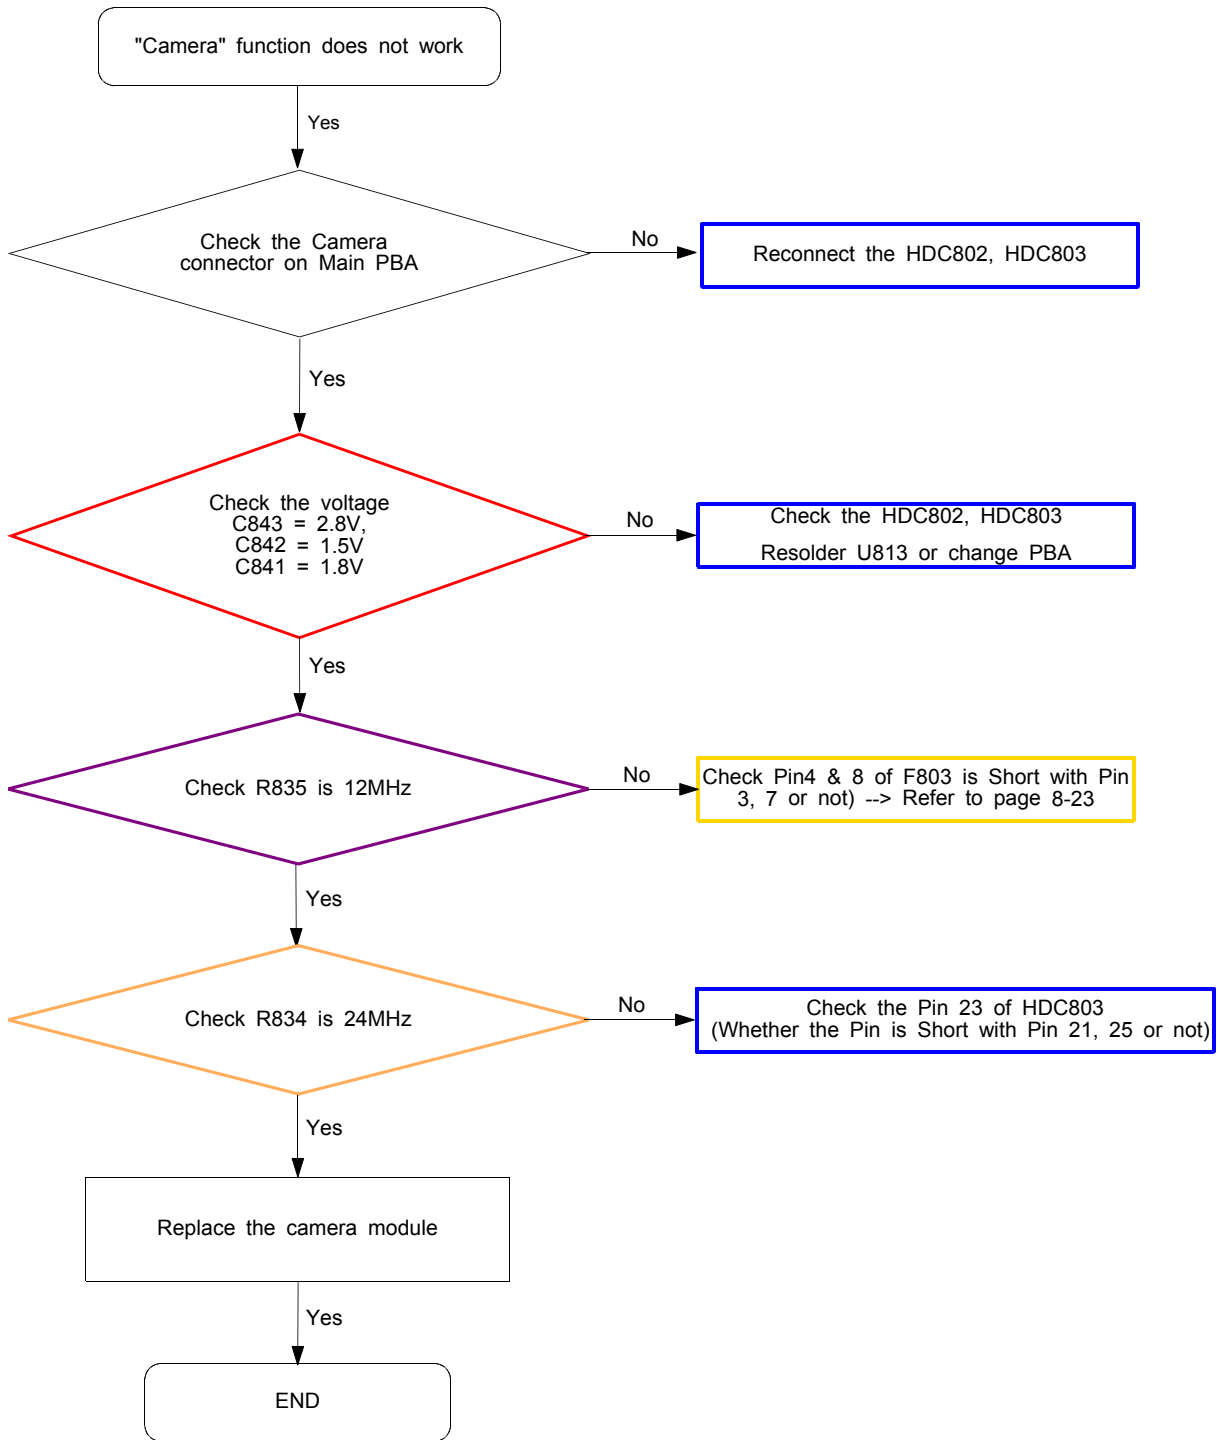 "Camera" function does not work
Yes
Check the Camera
connector on Main PBA
No
Reconnect the HDC802, HDC803
Yes
Check the voltage
C843 = 2.8V,
C842 = 1.5V
C841 = 1.8V
No
Check the HDC802, HDC803
Resolder U813 or change PBA
Yes
Check R835 is 12MHz
No
Check Pin4 & 8 of F803 is Short with Pin
3, 7 or not) --> Refer to page 8-23
Yes
Check R834 is 24MHz
No
Check the Pin 23 of HDC803
(Whether the Pin is Short with Pin 21, 25 or not)
Yes
Replace the camera module
Yes
END